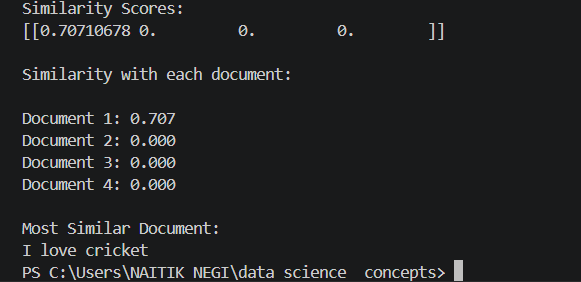 Similarity Scores:
[[0.70710678 0.         0.         0.        ]]
Similarity with each document:
Document 1: 0.707
Document 2: 0.000
Document 3: 0.000
Document 4: 0.000
Most Similar Document:
I love cricket
PS C:\Users\NAITIK NEGI\data science  concepts>